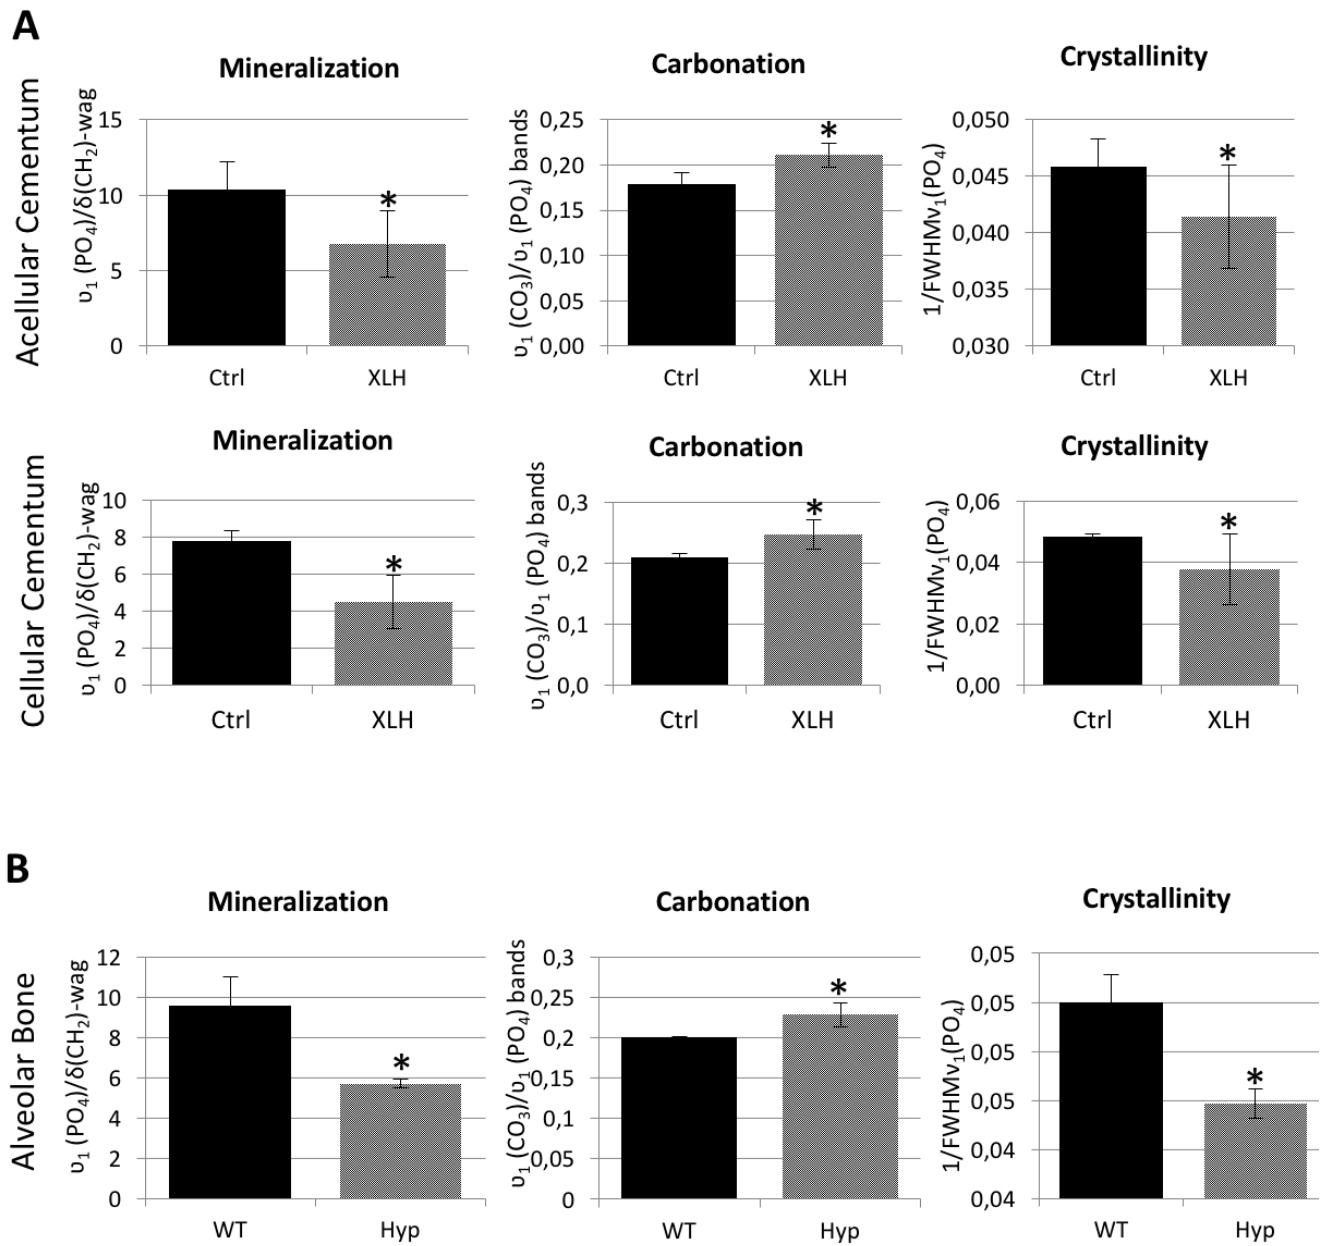 A
Acellular Cementum
Mineralization
υ₁ (PO₄)/δ(CH₂)-wag
15
10
5
0
*
Ctrl
XLH
Carbonation
υ₁ (CO₃)/υ₁ (PO₄) bands
0,25
0,20
0,15
0,10
0,05
0,00
*
Ctrl
XLH
Crystallinity
1/FWHMv₁(PO₄)
0,050
0,045
0,040
0,035
0,030
*
Ctrl
XLH
Cellular Cementum
Mineralization
υ₁ (PO₄)/δ(CH₂)-wag
10
8
6
4
2
0
*
Ctrl
XLH
Carbonation
υ₁ (CO₃)/υ₁ (PO₄) bands
0,3
0,2
0,1
0,0
*
Ctrl
XLH
Crystallinity
1/FWHMv₁(PO₄)
0,06
0,04
0,02
0,00
*
Ctrl
XLH
B
Alveolar Bone
Mineralization
υ₁ (PO₄)/δ(CH₂)-wag
12
10
8
6
4
2
0
*
WT
Hyp
Carbonation
υ₁ (CO₃)/υ₁ (PO₄) bands
0,3
0,25
0,2
0,15
0,1
0,05
0
*
WT
Hyp
Crystallinity
1/FWHMv₁(PO₄)
0,05
0,05
0,05
0,05
0,04
0,04
*
WT
Hyp